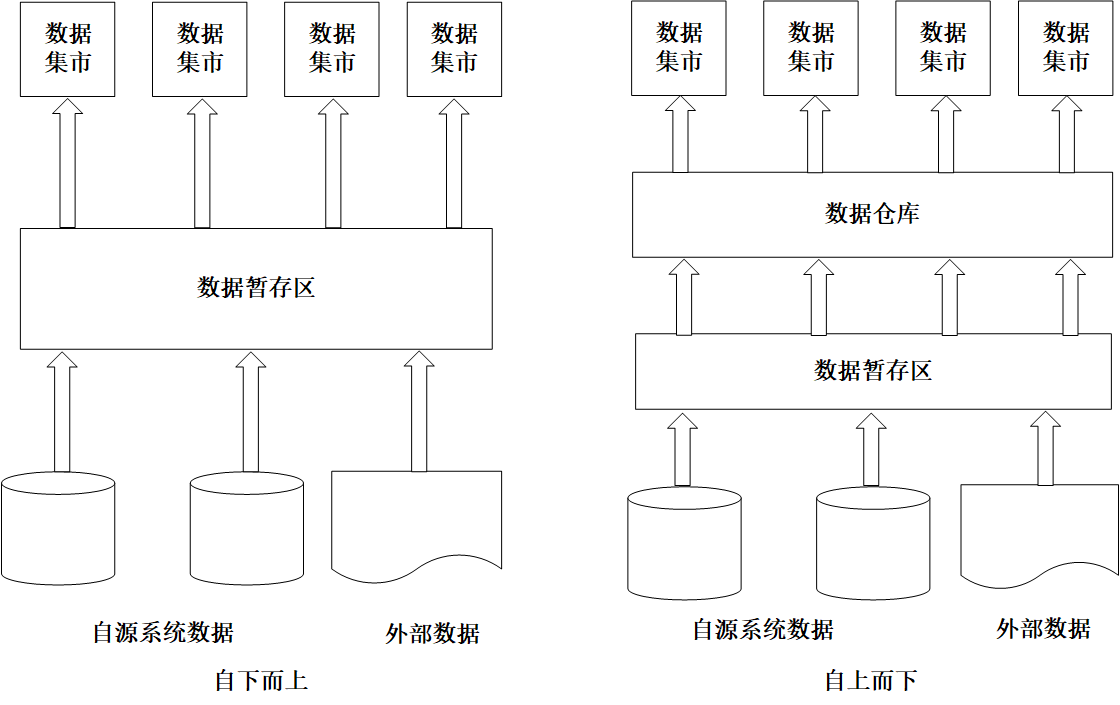 数据
集市
数据
集市
数据
集市
数据
集市
数据暂存区
自源系统数据
外部数据
自下而上
数据
集市
数据
集市
数据
集市
数据
集市
数据仓库
数据暂存区
自源系统数据
外部数据
自上而下